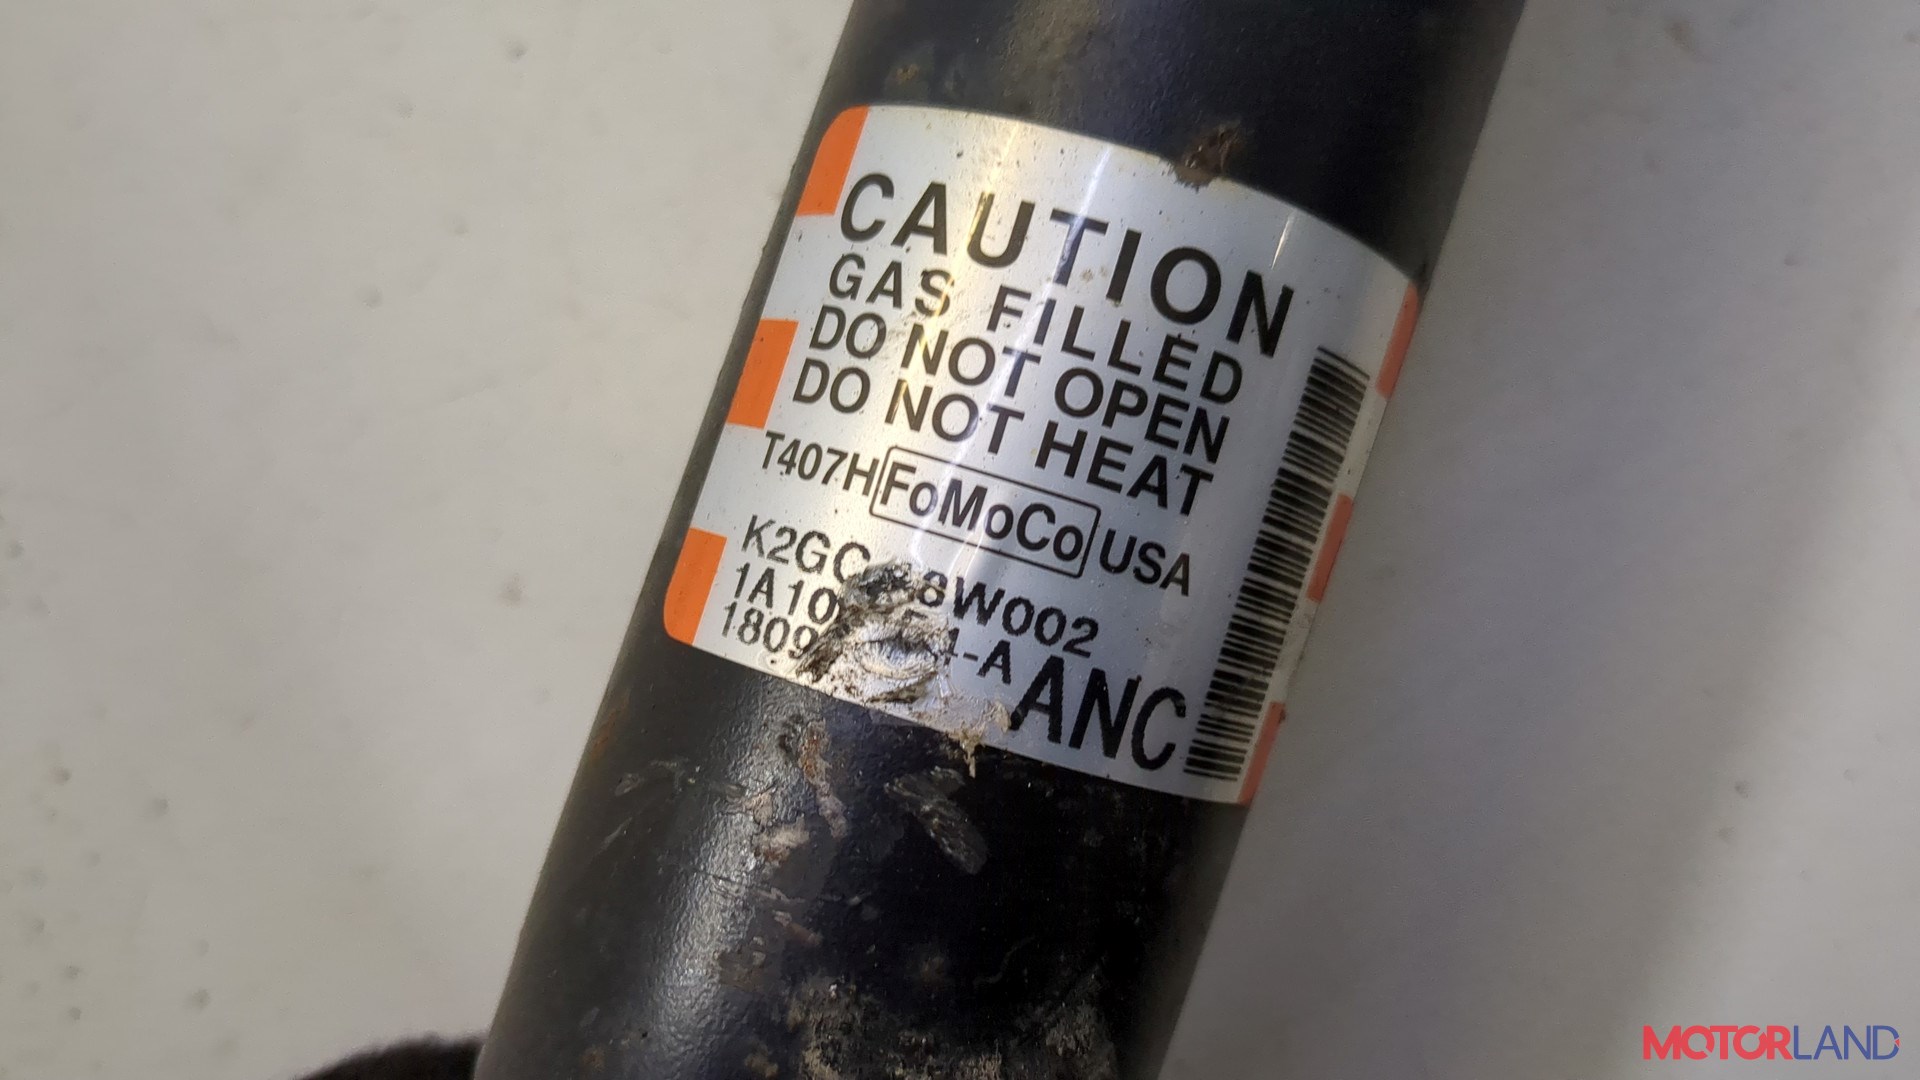 CAUTION
GAS FILLED
DO NOT OPEN
DO NOT HEAT
T407H FoMoCo USA
ANC
MOTORLAND